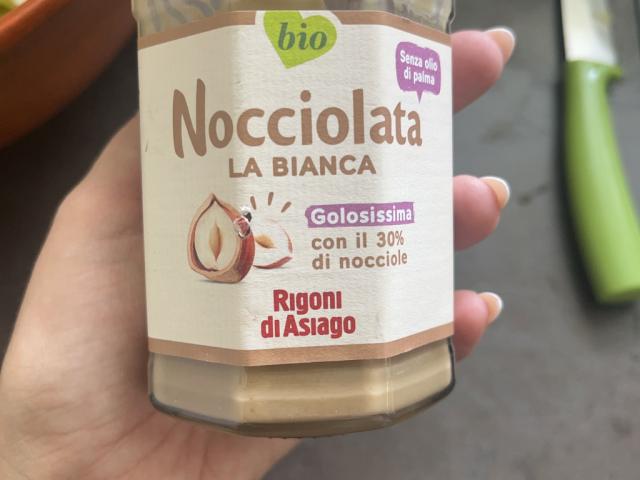 bio
Senza olio
di palma
Nocciolata
LA BIANCA
Golosissima
con il 30%
di nocciole
Rigoni
di Asiago